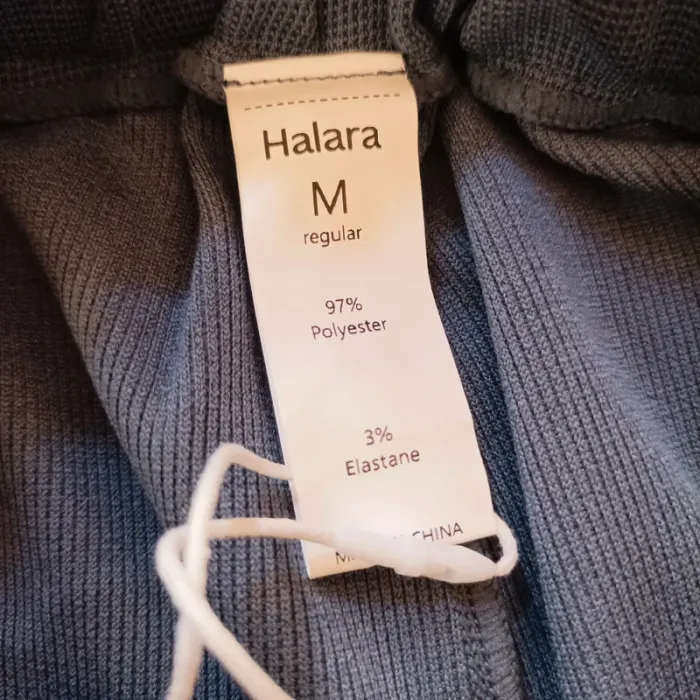 Halara
M
regular
97%
Polyester
3%
Elastane
CHINA